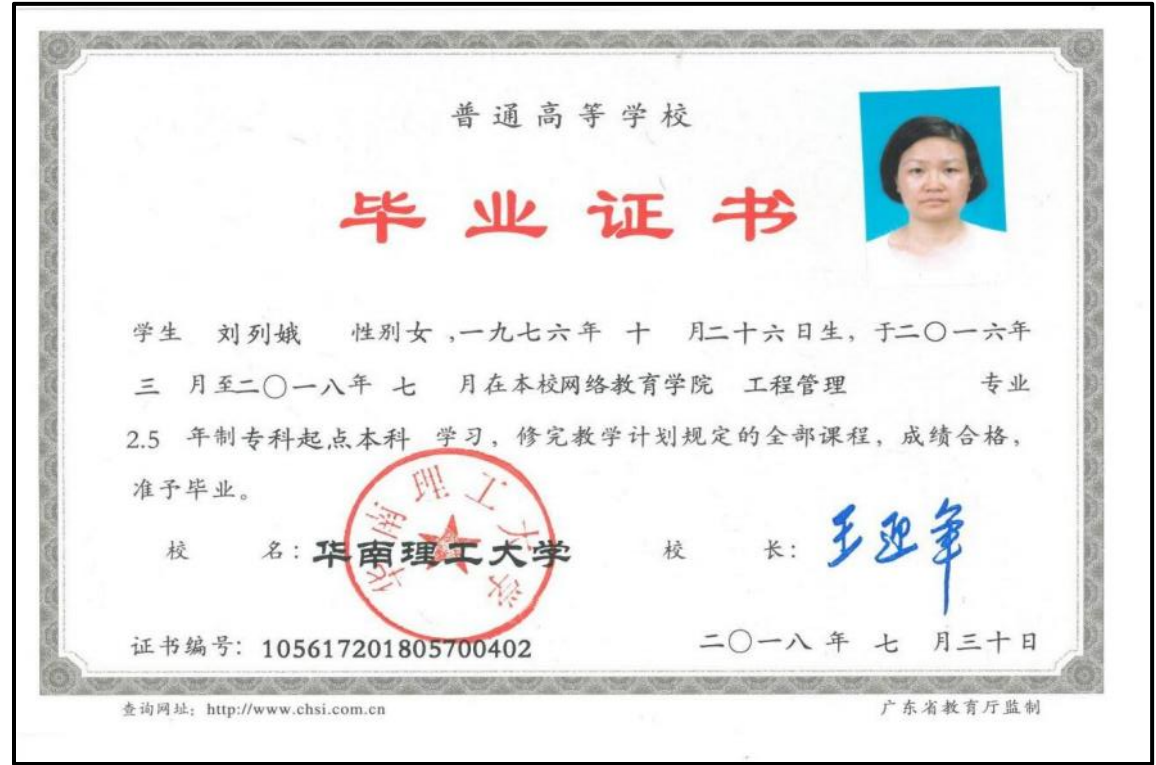 普通高等学校
毕业证书
学生 刘列娥 性别女 ,一九七六年 十 月二十六日生，于二〇一六年
三 月至二〇一八年 七 月在本校网络教育学院 工程管理 专业
2.5 年制专科起点本科 学习，修完教学计划规定的全部课程，成绩合格，
准予毕业。
华南理工大学
校 名：华南理工大学 校 长：王迎军
证书编号：105617201805700402 二〇一八 年 七 月三十日
查询网址：http://www.chsi.com.cn 广东省教育厅监制